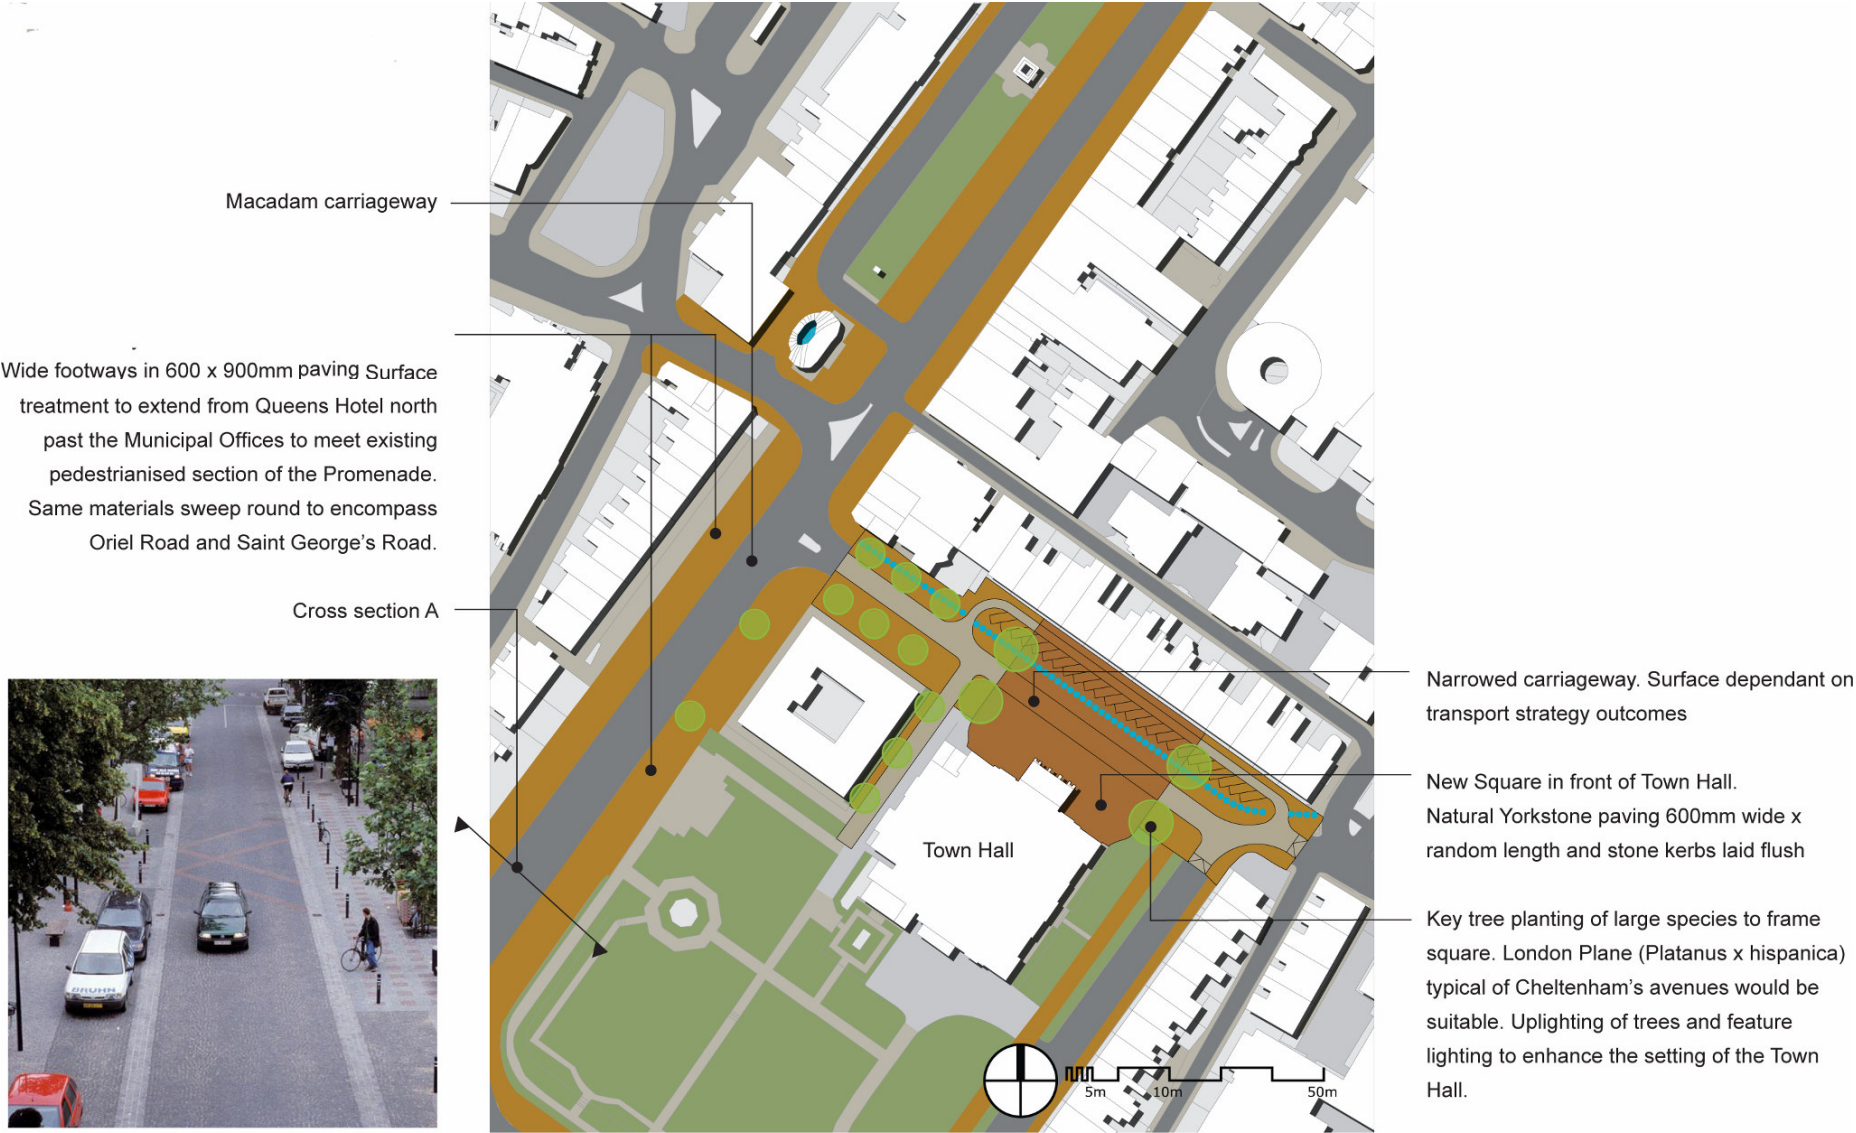 Macadam carriageway
Wide footways in 600 x 900mm paving Surface
treatment to extend from Queens Hotel north
past the Municipal Offices to meet existing
pedestrianised section of the Promenade.
Same materials sweep round to encompass
Oriel Road and Saint George's Road.
Cross section A
BRUHN
Town Hall
5m 10m 50m
Narrowed carriageway. Surface dependant on
transport strategy outcomes
New Square in front of Town Hall.
Natural Yorkstone paving 600mm wide x
random length and stone kerbs laid flush
Key tree planting of large species to frame
square. London Plane (Platanus x hispanica)
typical of Cheltenham's avenues would be
suitable. Uplighting of trees and feature
lighting to enhance the setting of the Town
Hall.